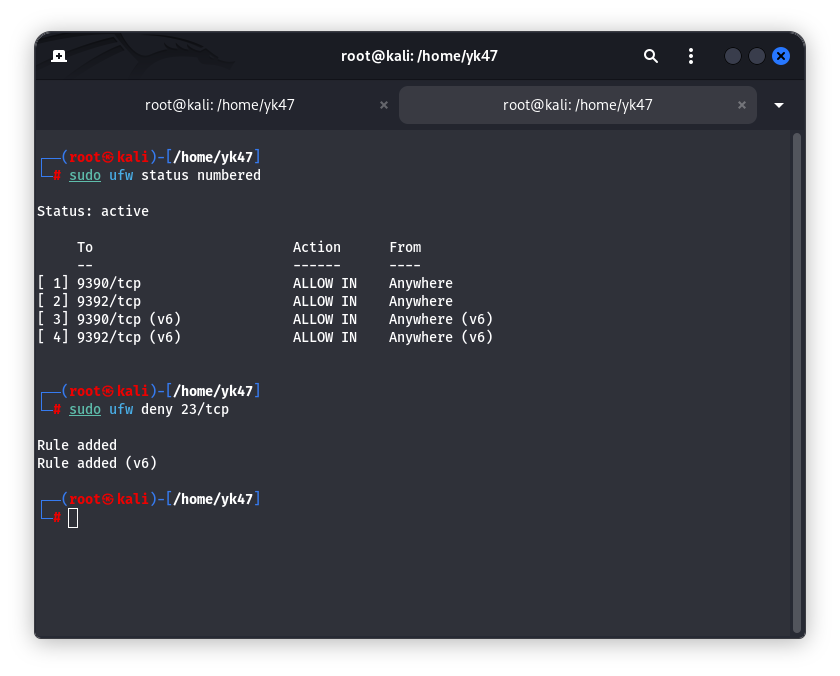 root@kali: /home/yk47
root@kali: /home/yk47
root@kali: /home/yk47
┌──(root㉿kali)-[/home/yk47]
└─# sudo ufw status numbered
Status: active
To Action From
-- ------ ----
[ 1] 9390/tcp ALLOW IN Anywhere
[ 2] 9392/tcp ALLOW IN Anywhere
[ 3] 9390/tcp (v6) ALLOW IN Anywhere (v6)
[ 4] 9392/tcp (v6) ALLOW IN Anywhere (v6)
┌──(root㉿kali)-[/home/yk47]
└─# sudo ufw deny 23/tcp
Rule added
Rule added (v6)
┌──(root㉿kali)-[/home/yk47]
└─#